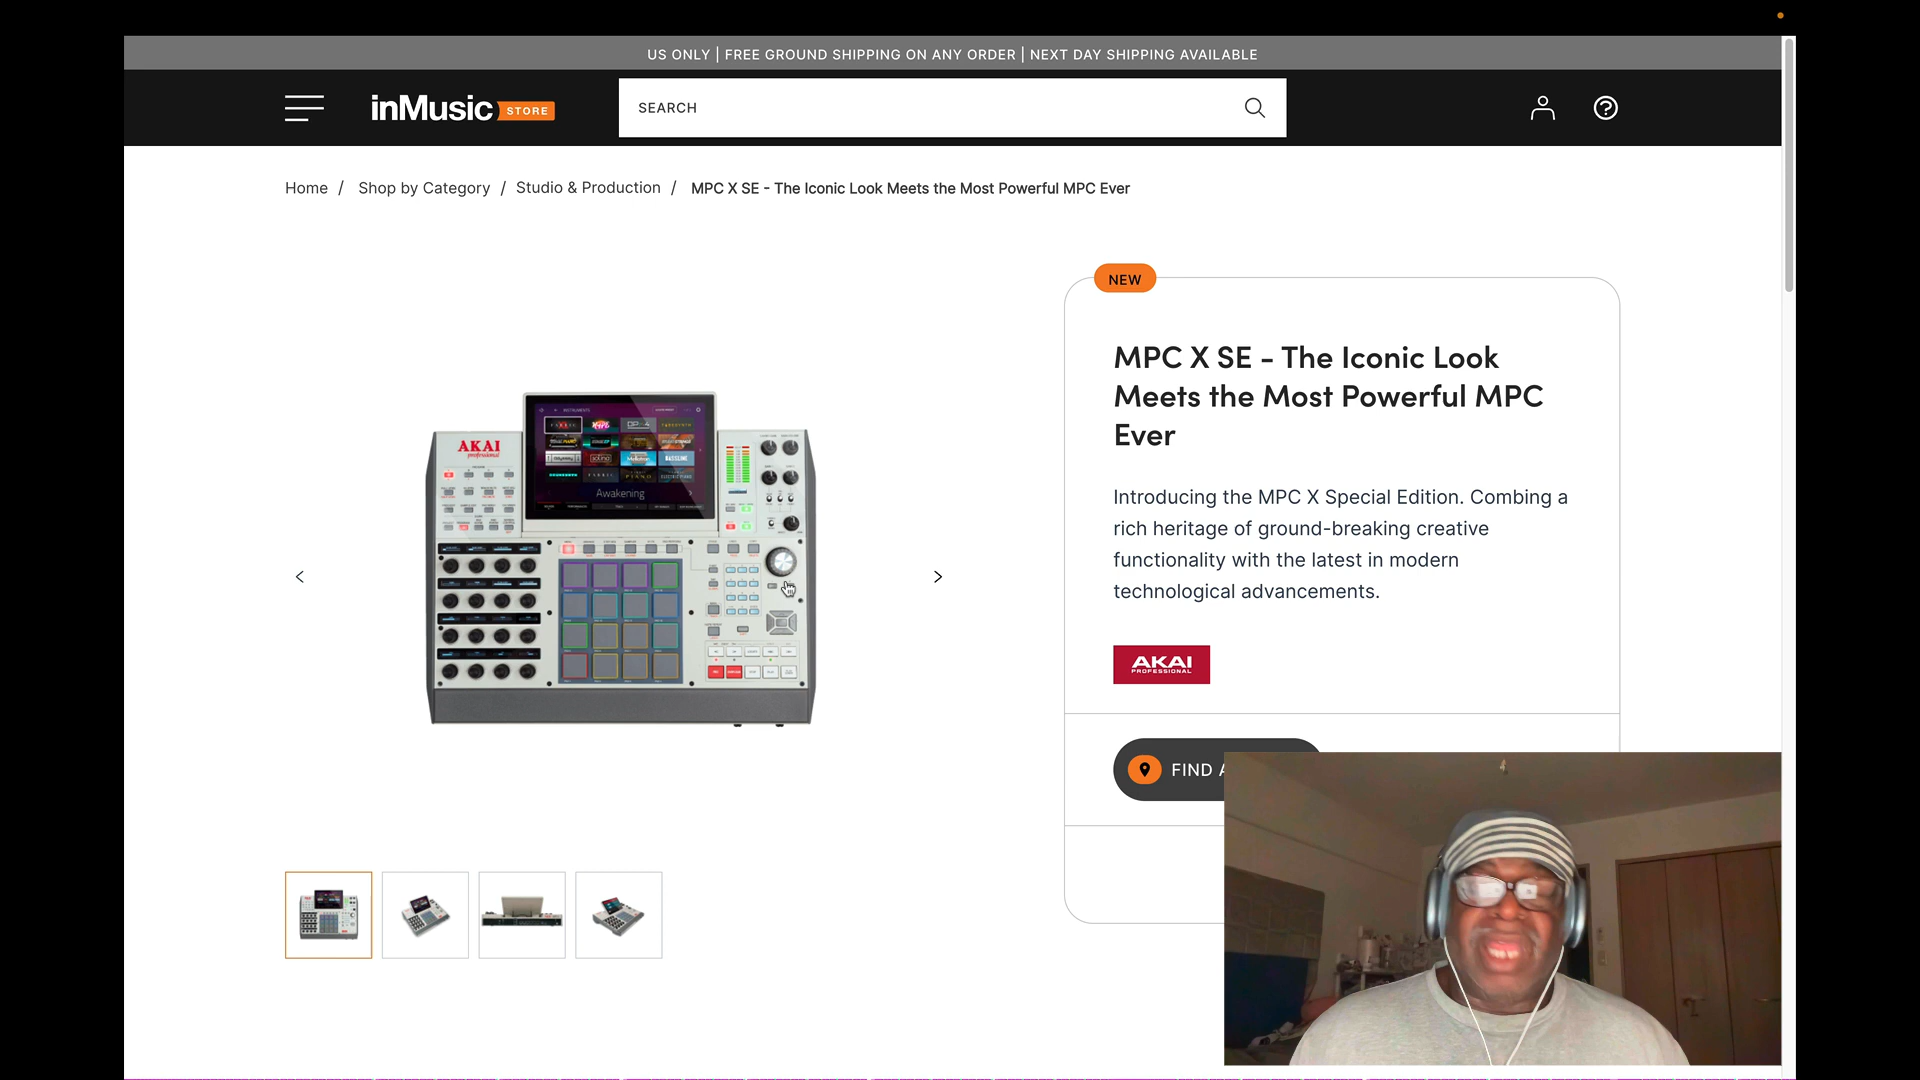 US ONLY | FREE GROUND SHIPPING ON ANY ORDER | NEXT DAY SHIPPING AVAILABLE
inMusic STORE
SEARCH
Home / Shop by Category / Studio & Production / MPC X SE - The Iconic Look Meets the Most Powerful MPC Ever
NEW
MPC X SE - The Iconic Look
Meets the Most Powerful MPC
Ever
Introducing the MPC X Special Edition. Combing a
rich heritage of ground-breaking creative
functionality with the latest in modern
technological advancements.
AKAI
PROFESSIONAL
FIND A
AKAI
professional
INSTRUMENTS
Awakening